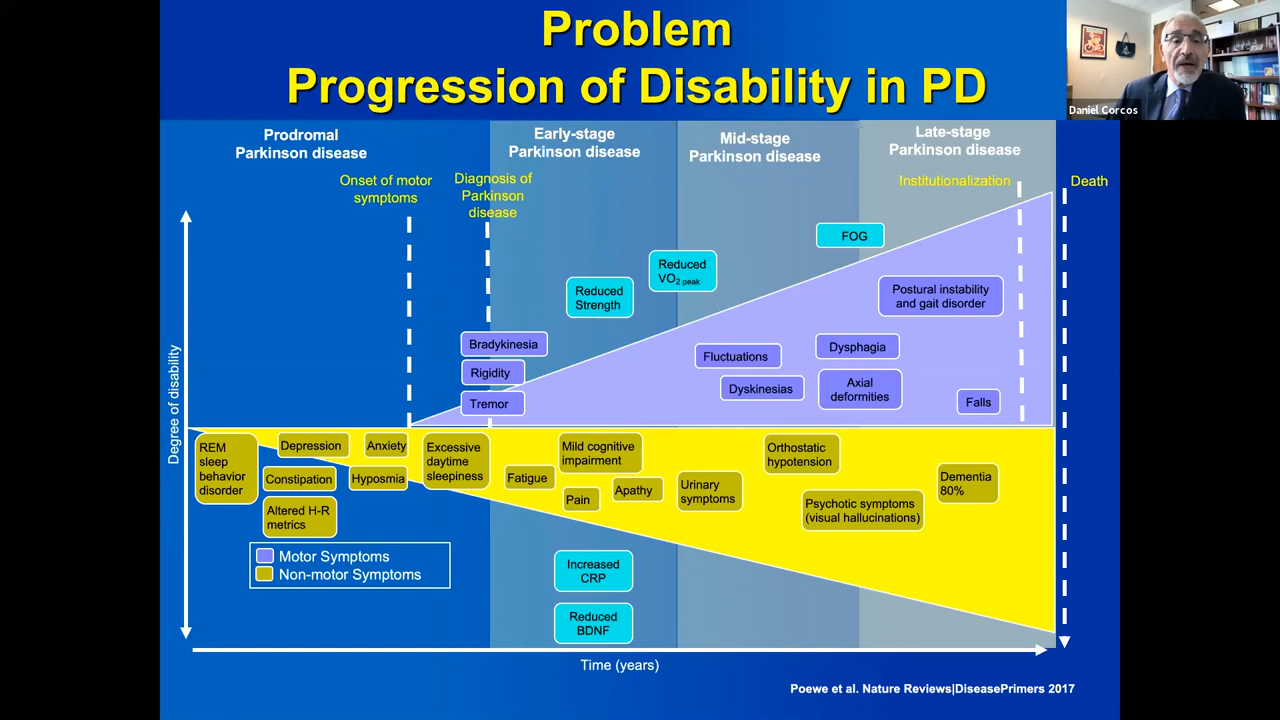 Problem
Progression of Disability in PD
Daniel Corcos
Prodromal
Parkinson disease
Early-stage
Parkinson disease
Mid-stage
Parkinson disease
Late-stage
Parkinson disease
Onset of motor
symptoms
Diagnosis of
Parkinson
disease
Institutionalization
Death
FOG
Reduced
VO2 peak
Reduced
Strength
Postural instability
and gait disorder
Bradykinesia
Rigidity
Tremor
Fluctuations
Dyskinesias
Dysphagia
Axial
deformities
Falls
Degree of disability
REM
sleep
behavior
disorder
Depression
Anxiety
Constipation
Hyposmia
Altered H-R
metrics
Excessive
daytime
sleepiness
Fatigue
Mild cognitive
impairment
Pain
Apathy
Urinary
symptoms
Orthostatic
hypotension
Psychotic symptoms
(visual hallucinations)
Dementia
80%
Motor Symptoms
Non-motor Symptoms
Increased
CRP
Reduced
BDNF
Time (years)
Poewe et al. Nature Reviews|DiseasePrimers 2017